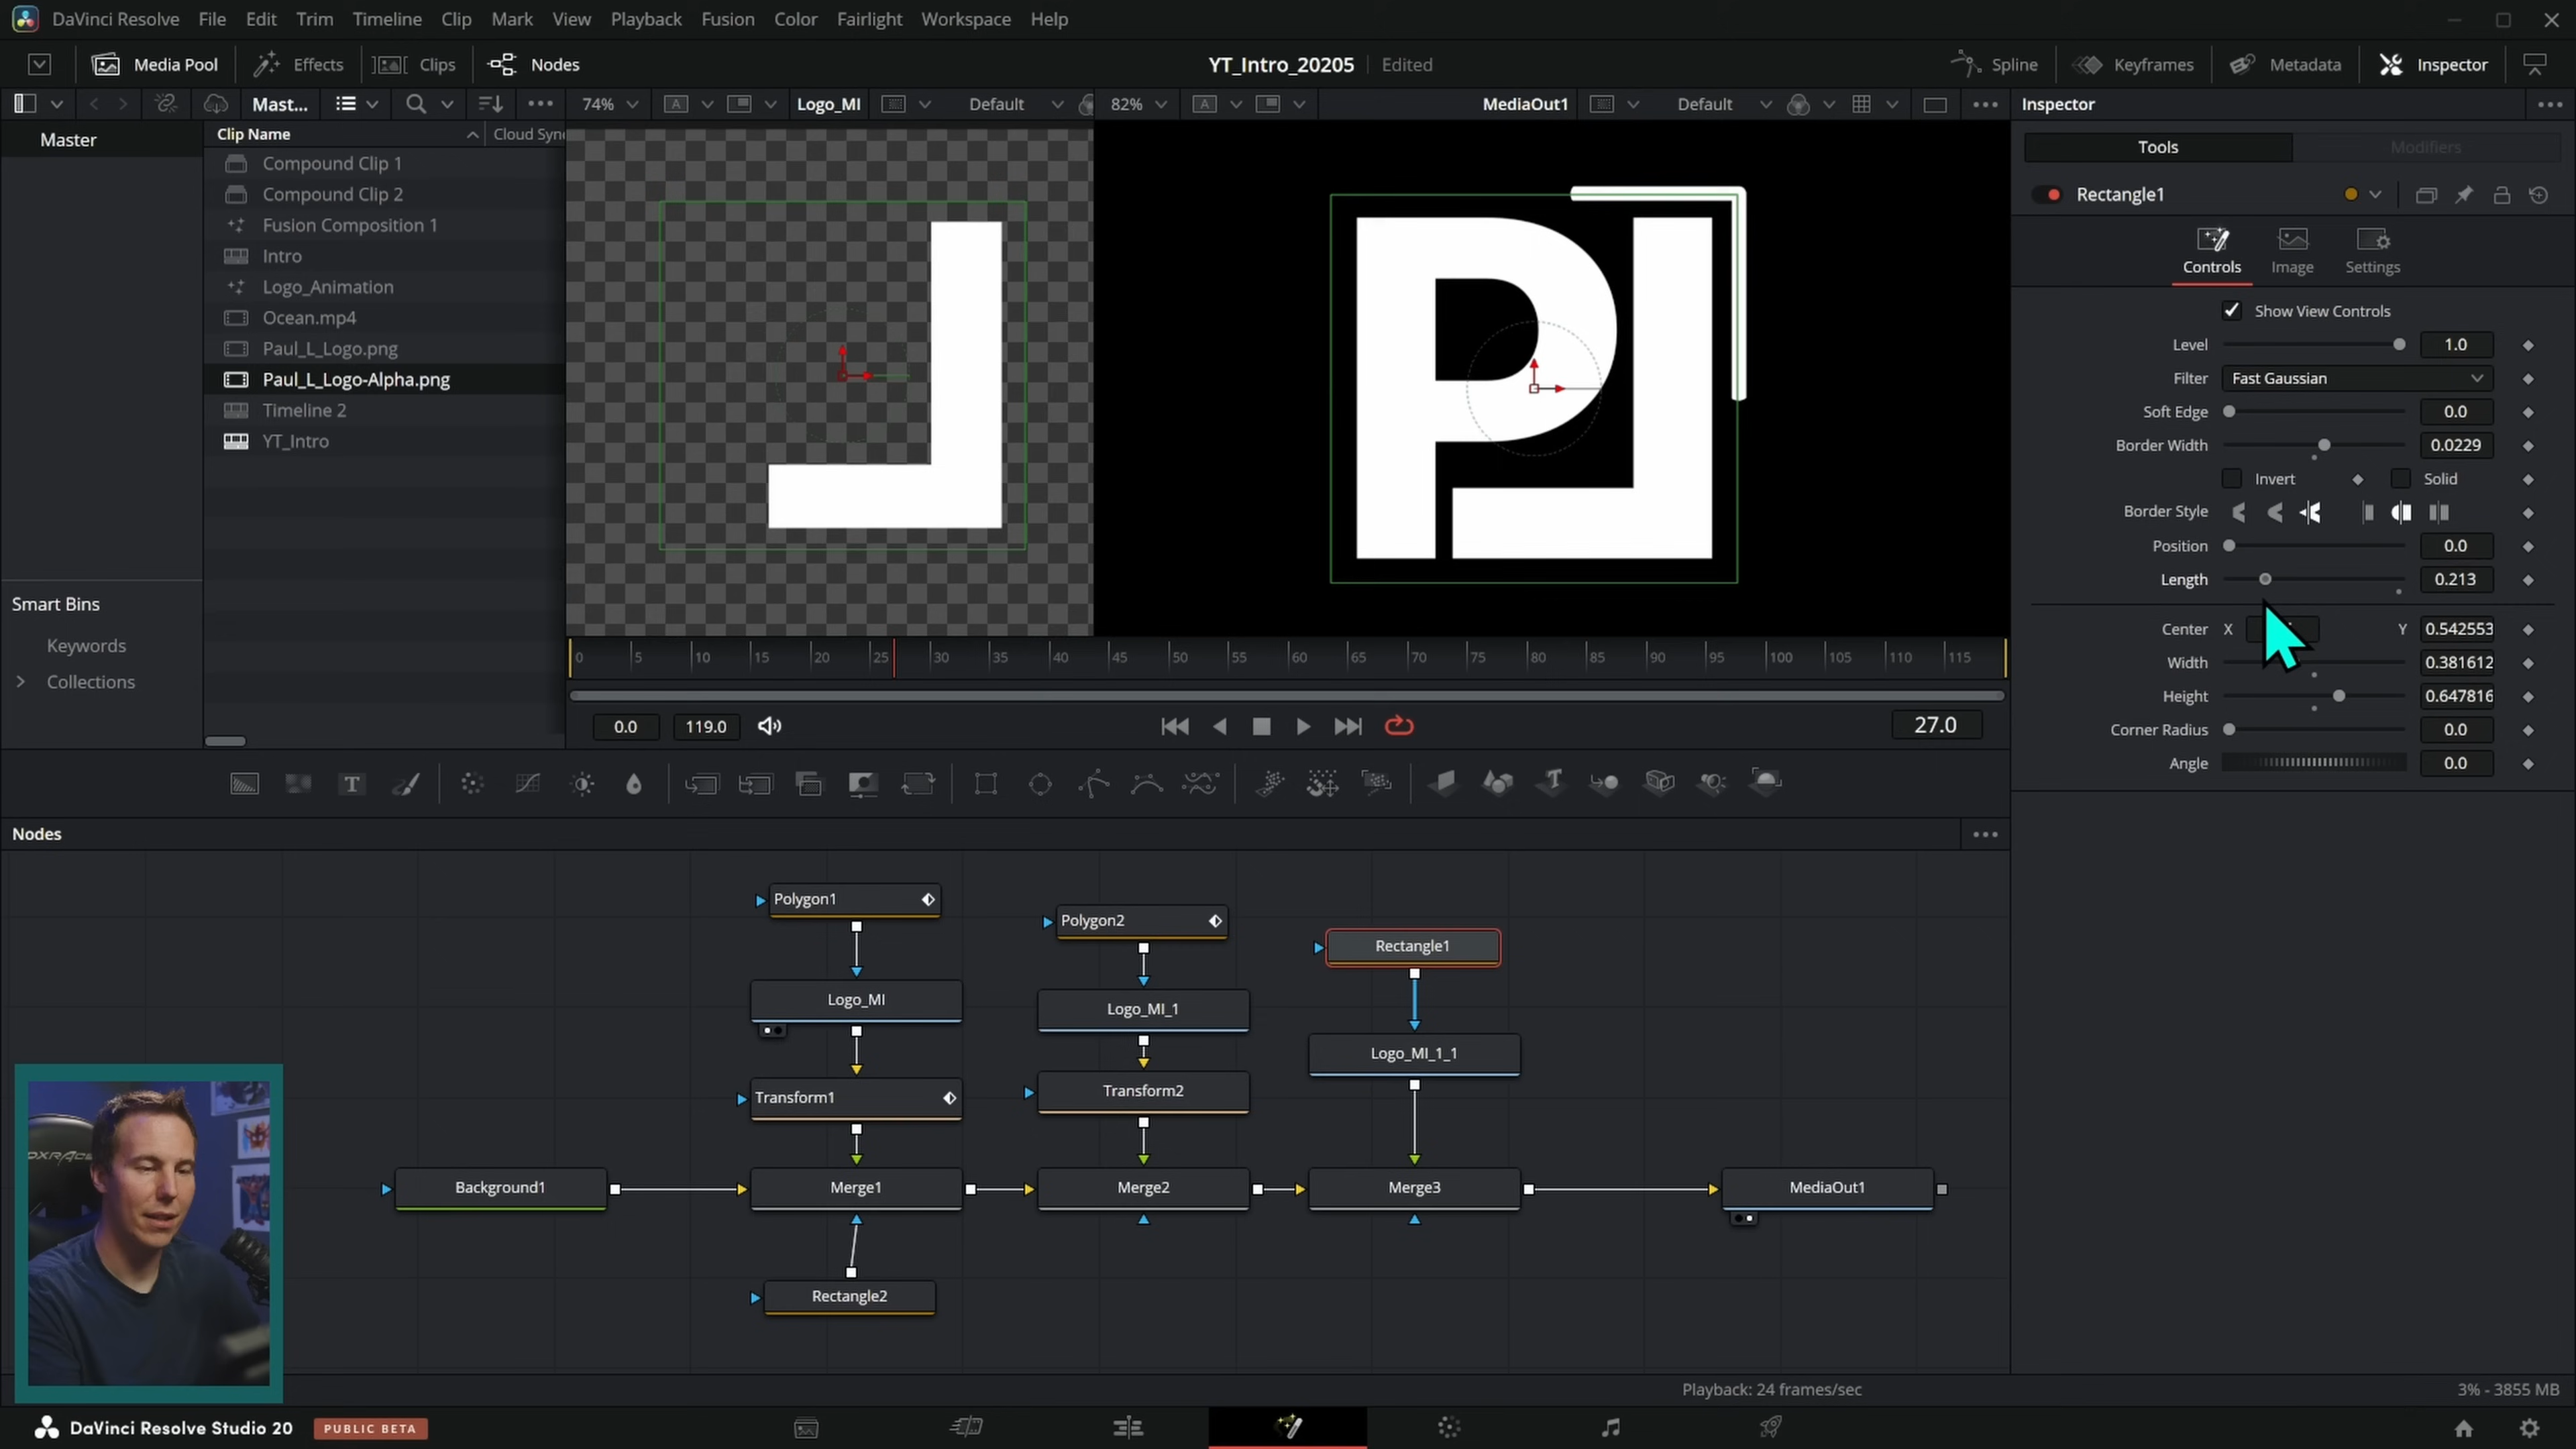 DaVinci Resolve File Edit Trim Timeline Clip Mark View Playback Fusion Color Fairlight Workspace Help
Media Pool Effects Clips Nodes YT_Intro_20205 Edited Spline Keyframes Metadata Inspector
Mast... 74% A Logo_MI Default 82% A MediaOut1 Default Inspector
Master Clip Name Cloud Syn
Tools Modifiers
Compound Clip 1
Compound Clip 2
Rectangle1
Fusion Composition 1
Intro
Controls Image Settings
Logo_Animation
Show View Controls
Ocean.mp4
Level 1.0
Paul_L_Logo.png
Filter Fast Gaussian
Paul_L_Logo-Alpha.png
Soft Edge 0.0
Timeline 2
YT_Intro
Border Width 0.0229
Invert Solid
Border Style
Position 0.0
Length 0.213
Smart Bins
Center X Y 0.542553
Keywords
0 5 10 15 20 25 30 35 40 45 50 55 60 65 70 75 80 85 90 95 100 105 110 115
Width 0.381612
Collections
Height 0.647816
0.0 119.0 27.0
Corner Radius 0.0
Angle 0.0
T T
Nodes
Polygon1
Polygon2
Rectangle1
Logo_MI
Logo_MI_1
Logo_MI_1_1
Transform1
Transform2
Background1 Merge1 Merge2 Merge3 MediaOut1
Rectangle2
Playback: 24 frames/sec 3% - 3855 MB
DaVinci Resolve Studio 20 PUBLIC BETA